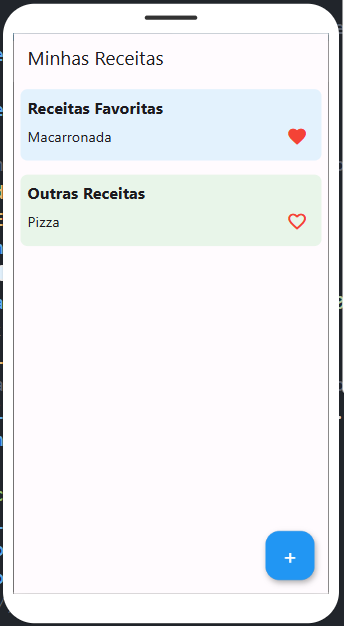 Minhas Receitas
Receitas Favoritas
Macarronada
Outras Receitas
Pizza
+